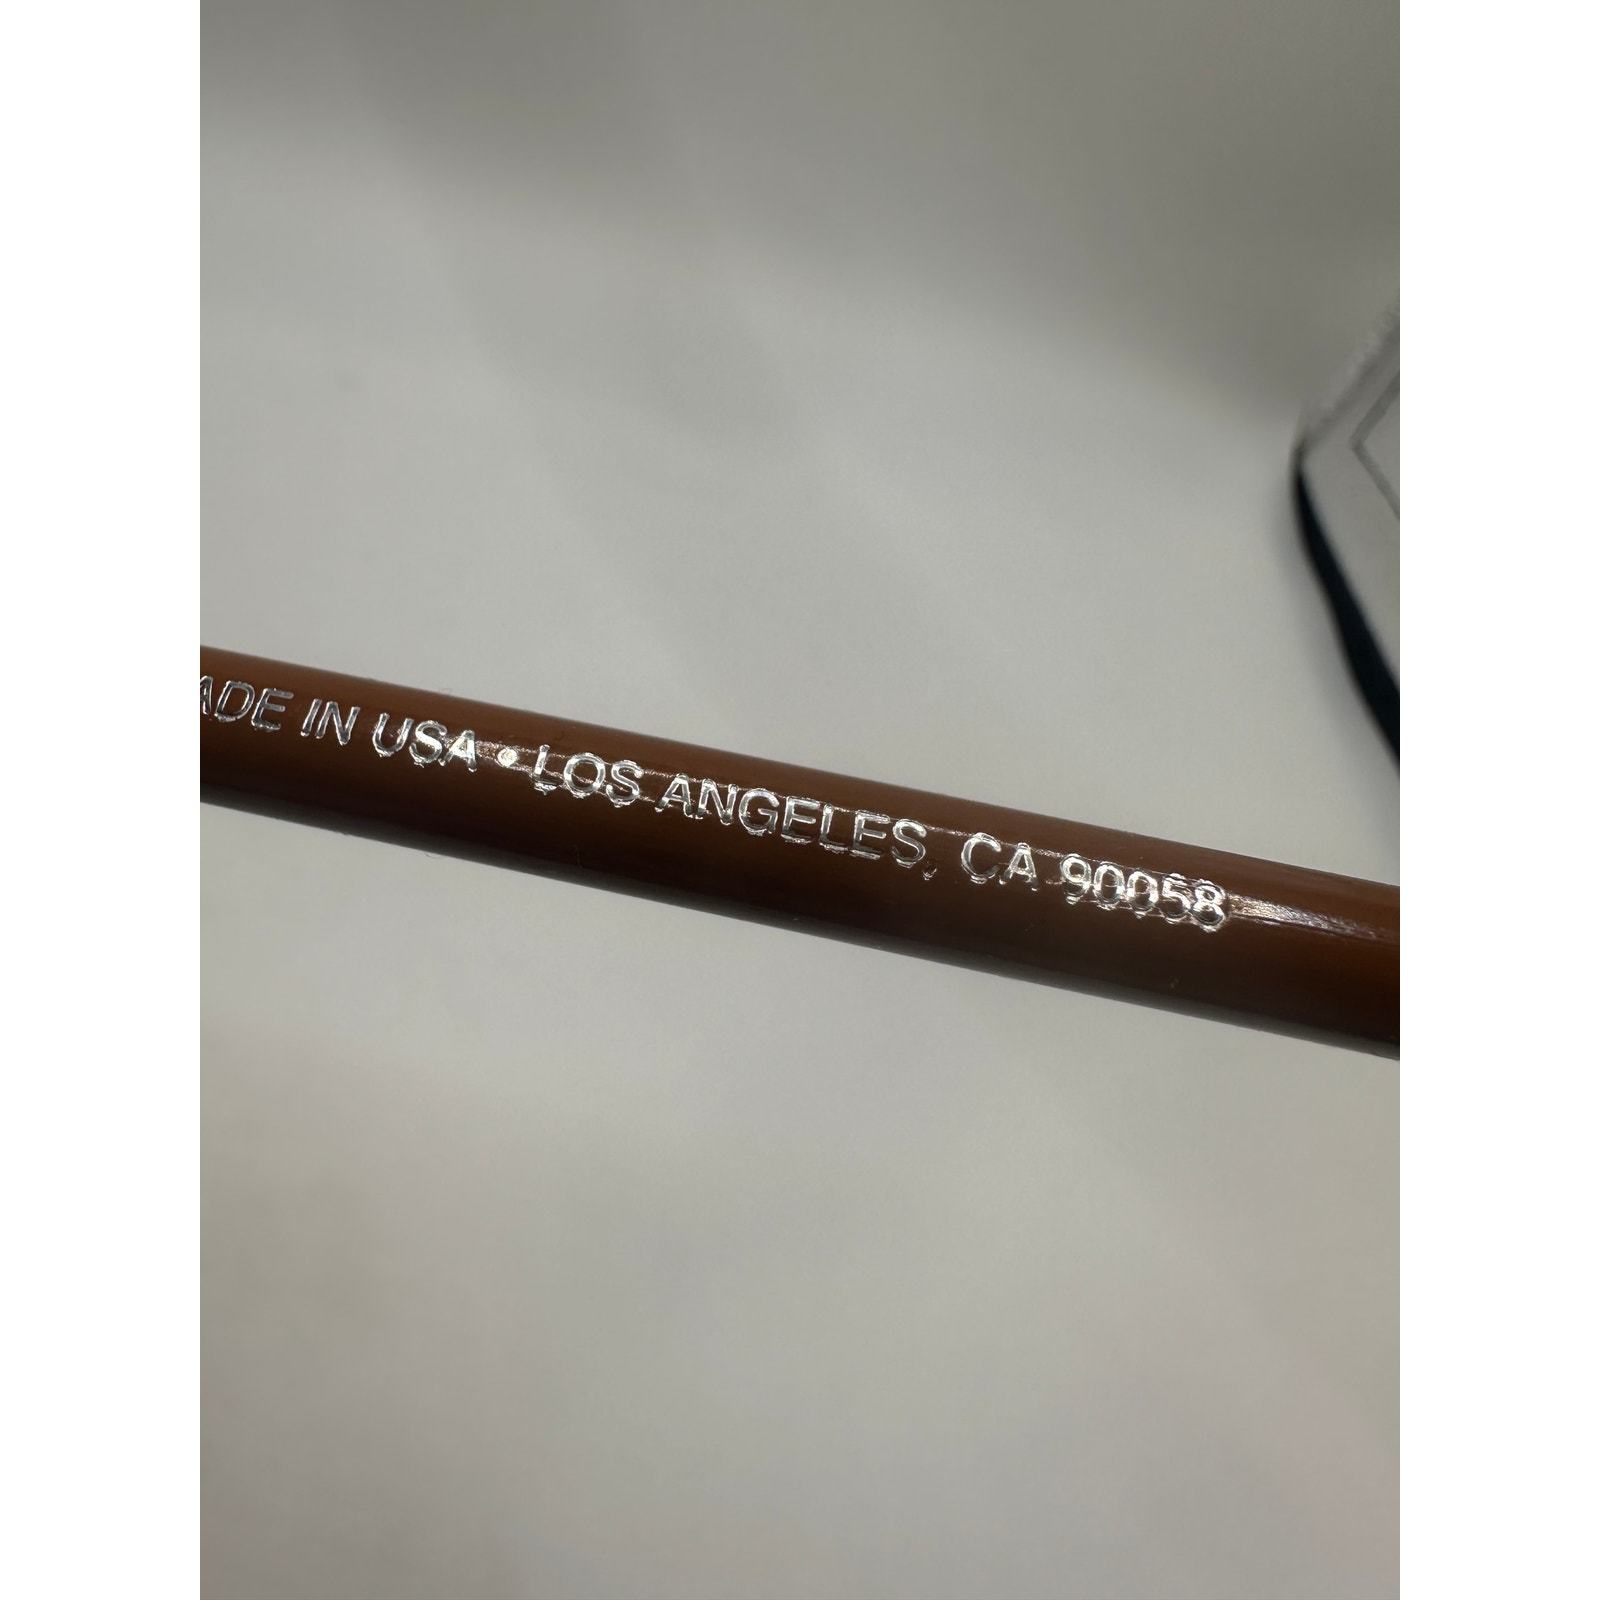 ADE IN USA • LOS ANGELES, CA 90058